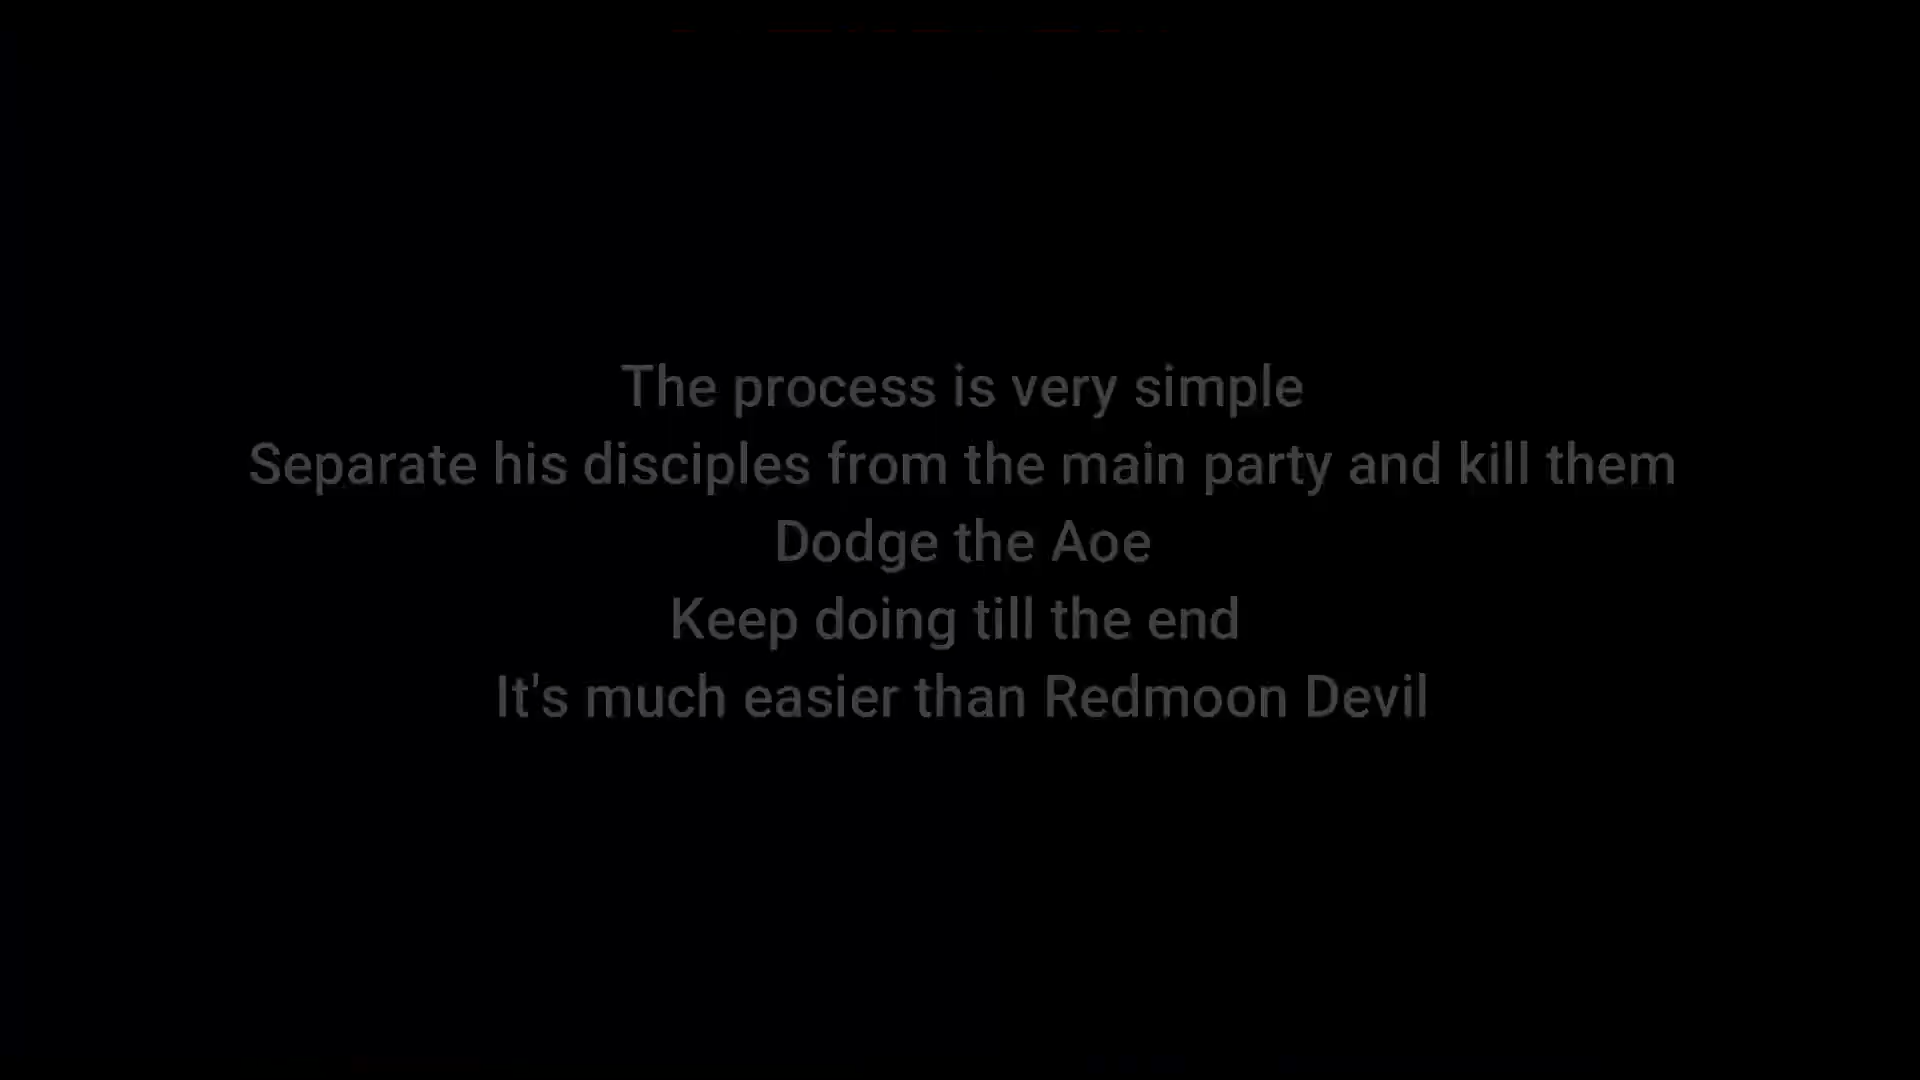 The process is very simple
Separate his disciples from the main party and kill them
Dodge the Aoe
Keep doing till the end
It's much easier than Redmoon Devil